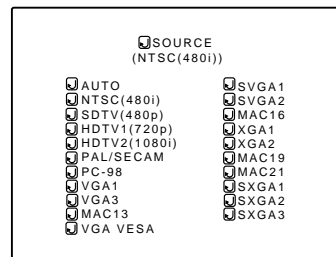 SOURCE
(NTSC(480i))
AUTO
NTSC(480i)
SDTV(480p)
HDTV1(720p)
HDTV2(1080i)
PAL/SECAM
PC-98
VGA1
VGA3
MAC13
VGA VESA
SVGA1
SVGA2
MAC16
XGA1
XGA2
MAC19
MAC21
SXGA1
SXGA2
SXGA3